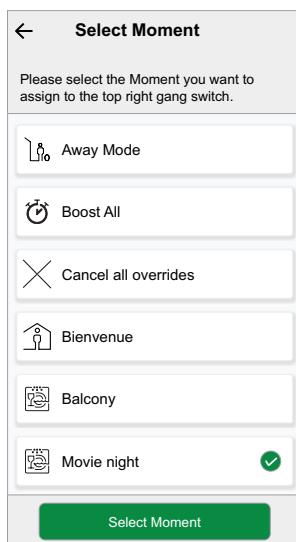 Select Moment
Please select the Moment you want to
assign to the top right gang switch.
Away Mode
Boost All
Cancel all overrides
Bienvenue
Balcony
Movie night
Select Moment